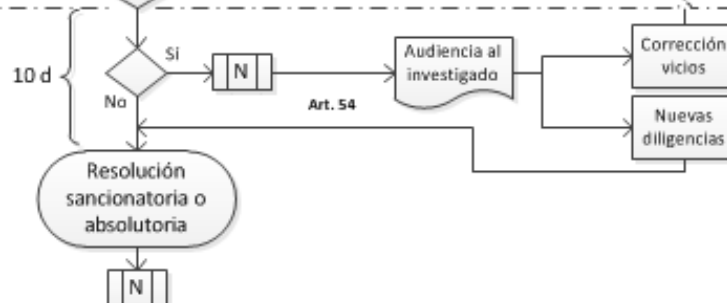 10 d
Si
No
N
Audiencia al
investigado
Art. 54
Corrección
vicios
Nuevas
diligencias
Resolución
sancionatoria o
absolutoria
N